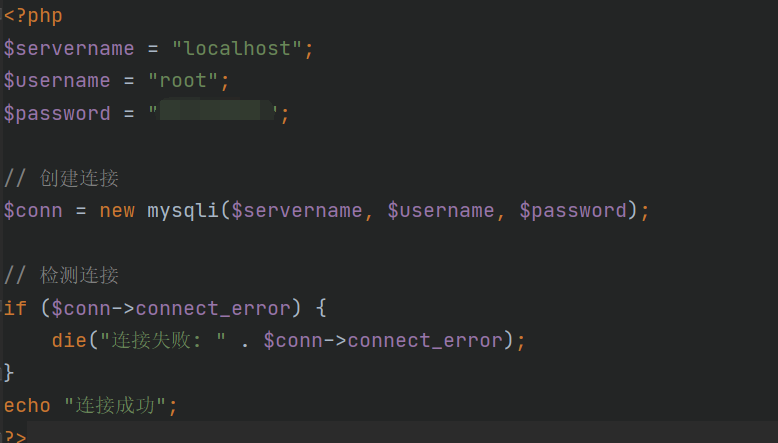 <?php
$servername = "localhost";
$username = "root";
$password = "";

// 创建连接
$conn = new mysqli($servername, $username, $password);

// 检测连接
if ($conn->connect_error) {
    die("连接失败: " . $conn->connect_error);
}
echo "连接成功";
?>